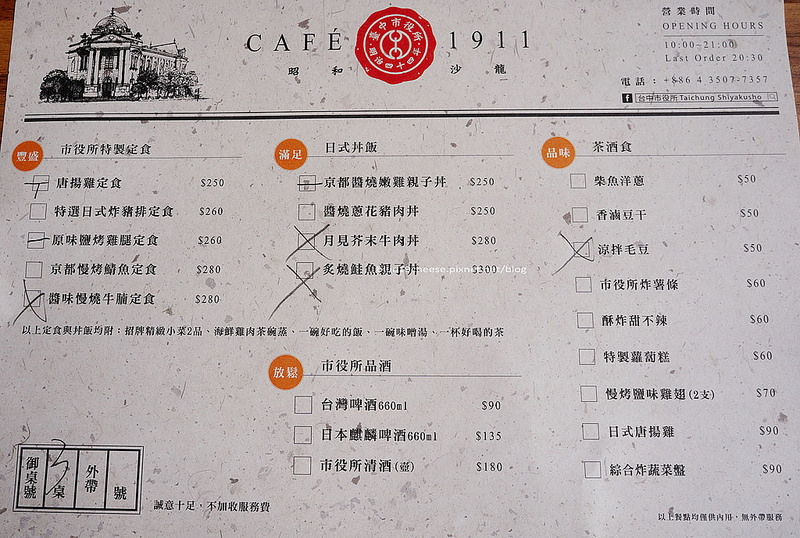 CAFÉ 1911
昭和沙龍
臺中市役所
明治四十四年
營業時間
OPENING HOURS
10:00~21:00
Last Order 20:30
電話：+886 4 3507-7357
台中市役所 Taichung Shiyakusho
豐盛 市役所特製定食
唐揚雞定食 $250
特選日式炸豬排定食 $260
原味鹽烤雞腿定食 $260
京都慢烤鯖魚定食 $280
醬味慢燒牛腩定食 $280
滿足 日式丼飯
京都醬燒嫩雞親子丼 $250
醬燒蔥花豬肉丼 $250
月見芥末牛肉丼 $280
炙燒鮭魚親子丼 $300
以上定食與丼飯均附：招牌精緻小菜2品、海鮮雞肉茶碗蒸、一碗好吃的飯、一碗味噌湯、一杯好喝的茶
放鬆 市役所品酒
台灣啤酒660ml $90
日本麒麟啤酒660ml $135
市役所清酒(壺) $180
品味 茶酒食
柴魚洋蔥 $50
香滷豆干 $50
涼拌毛豆 $50
市役所炸薯條 $60
酥炸甜不辣 $60
特製蘿蔔糕 $60
慢烤鹽味雞翅(2支) $70
日式唐揚雞 $90
綜合炸蔬菜盤 $90
御桌號
桌
外帶
號
誠意十足，不加收服務費
以上餐點均僅供內用，無外帶服務